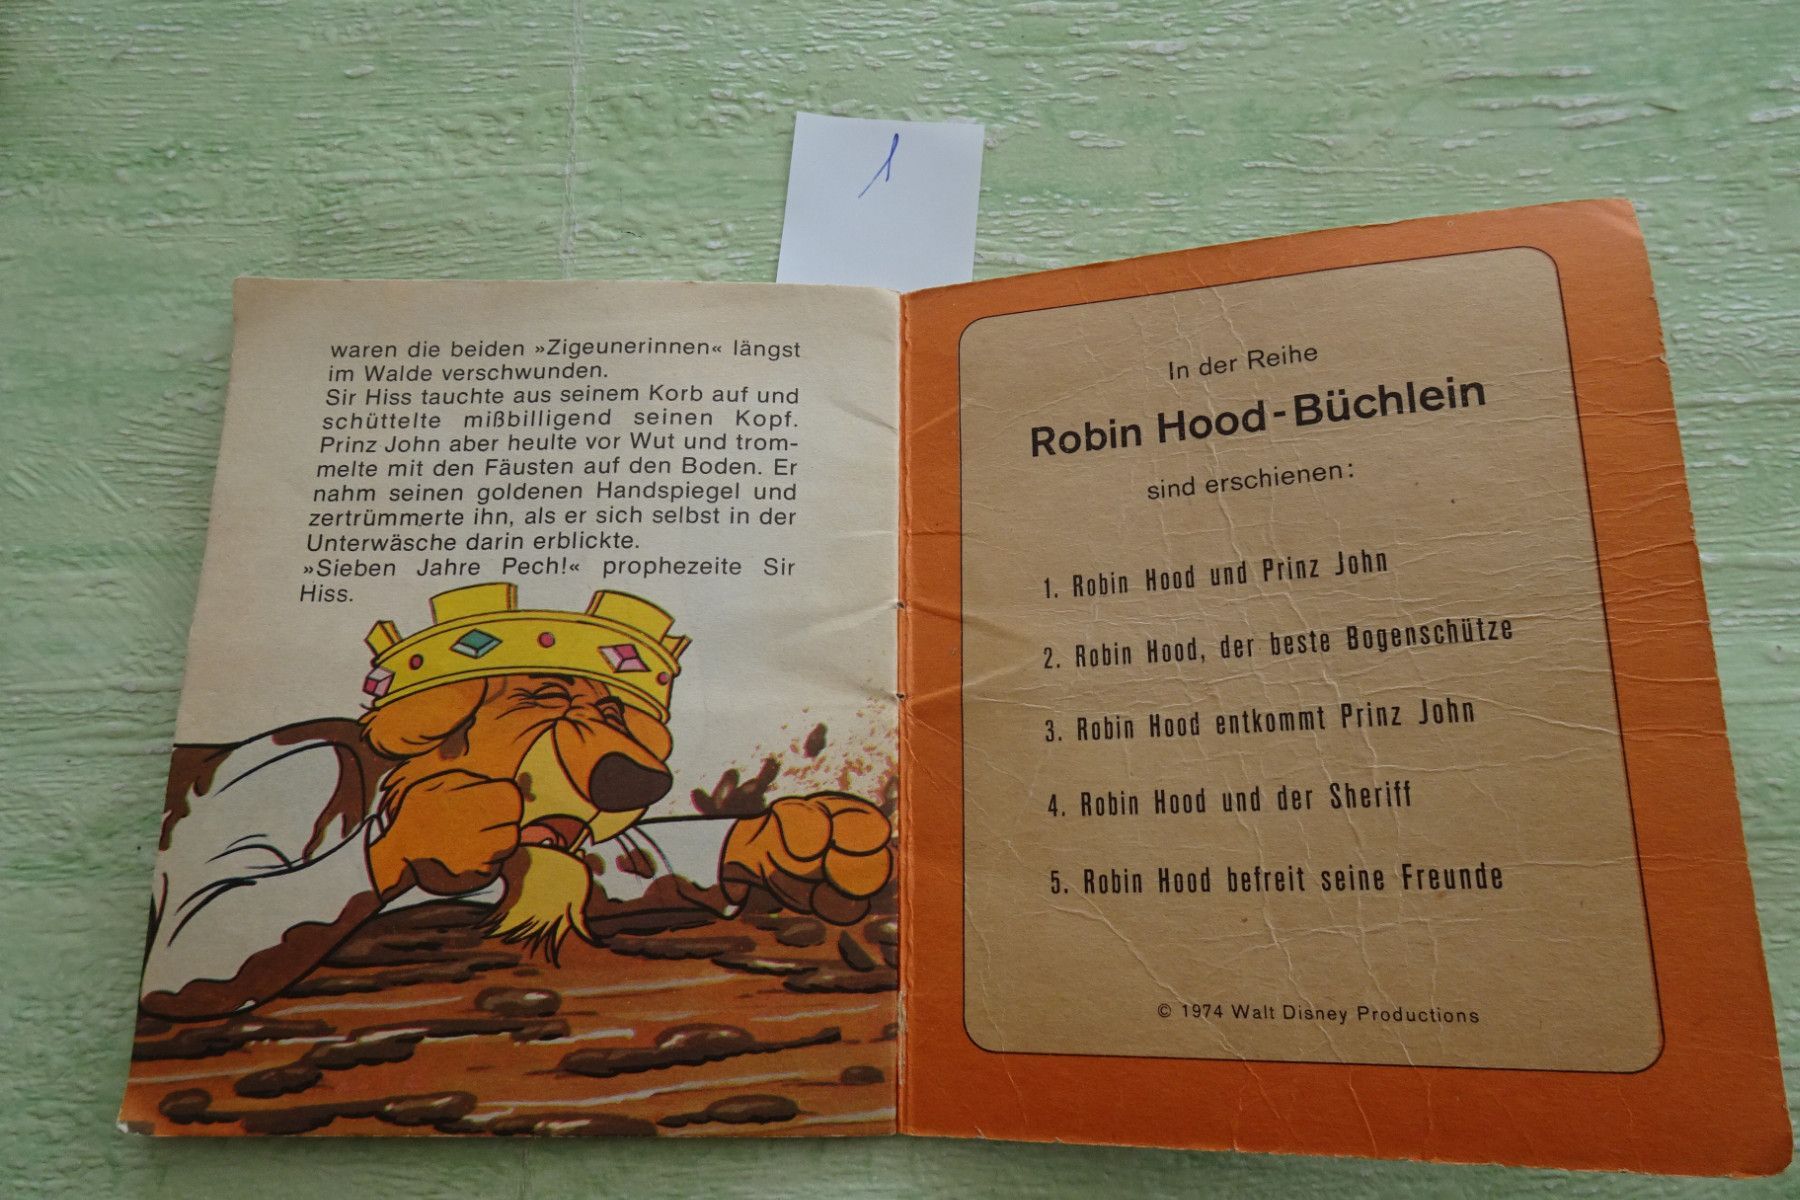 1
waren die beiden »Zigeunerinnen« längst
im Walde verschwunden.
Sir Hiss tauchte aus seinem Korb auf und
schüttelte mißbilligend seinen Kopf.
Prinz John aber heulte vor Wut und trom-
melte mit den Fäusten auf den Boden. Er
nahm seinen goldenen Handspiegel und
zertrümmerte ihn, als er sich selbst in der
Unterwäsche darin erblickte.
»Sieben Jahre Pech!« prophezeite Sir
Hiss.
In der Reihe
Robin Hood-Büchlein
sind erschienen:
1. Robin Hood und Prinz John
2. Robin Hood, der beste Bogenschütze
3. Robin Hood entkommt Prinz John
4. Robin Hood und der Sheriff
5. Robin Hood befreit seine Freunde
© 1974 Walt Disney Productions